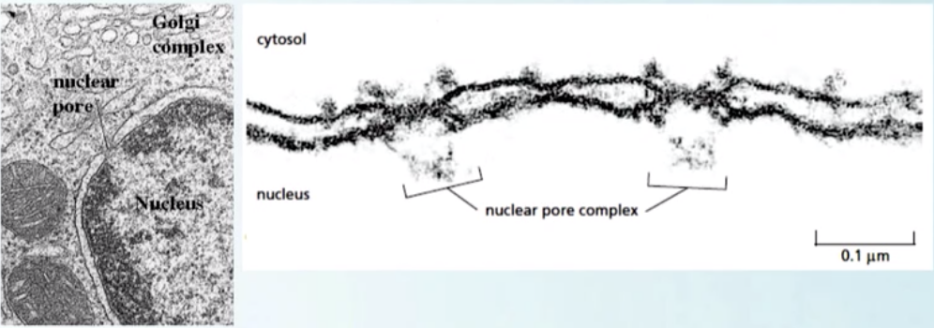 Golgi
complex
nuclear
pore
Nucleus
cytosol
nucleus
nuclear pore complex
0.1 μm